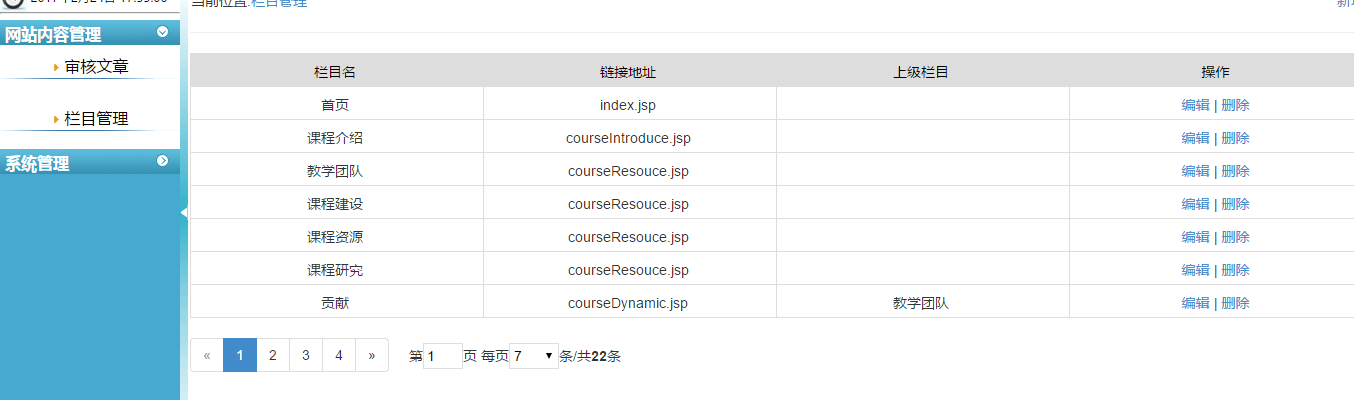 当前位置:栏目管理
网站内容管理
审核文章
栏目管理
系统管理
栏目名 链接地址 上级栏目 操作
首页 index.jsp 编辑 | 删除
课程介绍 courseIntroduce.jsp 编辑 | 删除
教学团队 courseResouce.jsp 编辑 | 删除
课程建设 courseResouce.jsp 编辑 | 删除
课程资源 courseResouce.jsp 编辑 | 删除
课程研究 courseResouce.jsp 编辑 | 删除
贡献 courseDynamic.jsp 教学团队 编辑 | 删除
« 1 2 3 4 » 第 1 页 每页 7 条/共22条